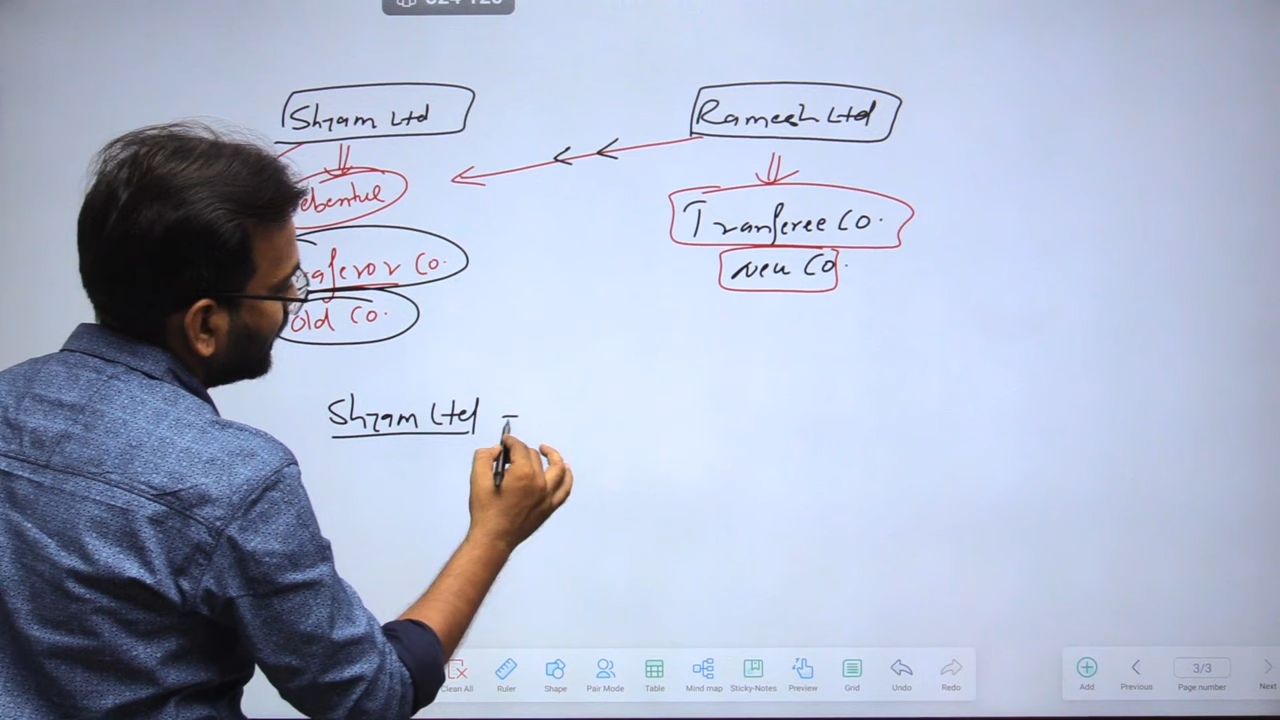 Shyam Ltd
Ramesh Ltd
ebenture
Tranferee Co.
aferor Co.
New Co.
old Co.
Shyam Ltd -
Clean All
Ruler
Shape
Pair Mode
Table
Mind map
Sticky-Notes
Preview
Grid
Undo
Redo
Add
Previous
3/3
Page number
Next